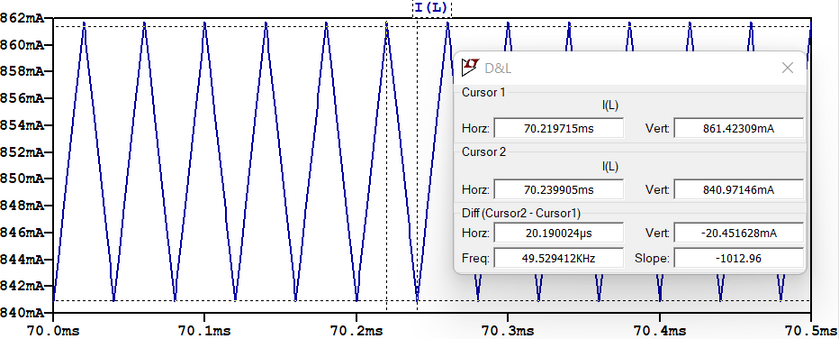 I(L)
862mA
860mA
858mA
856mA
854mA
852mA
850mA
848mA
846mA
844mA
842mA
840mA
70.0ms 70.1ms 70.2ms 70.3ms 70.4ms 70.5ms
D&L
Cursor 1
I(L)
Horz: 70.219715ms Vert: 861.42309mA
Cursor 2
I(L)
Horz: 70.239905ms Vert: 840.97146mA
Diff (Cursor2 - Cursor1)
Horz: 20.190024µs Vert: -20.451628mA
Freq: 49.529412KHz Slope: -1012.96